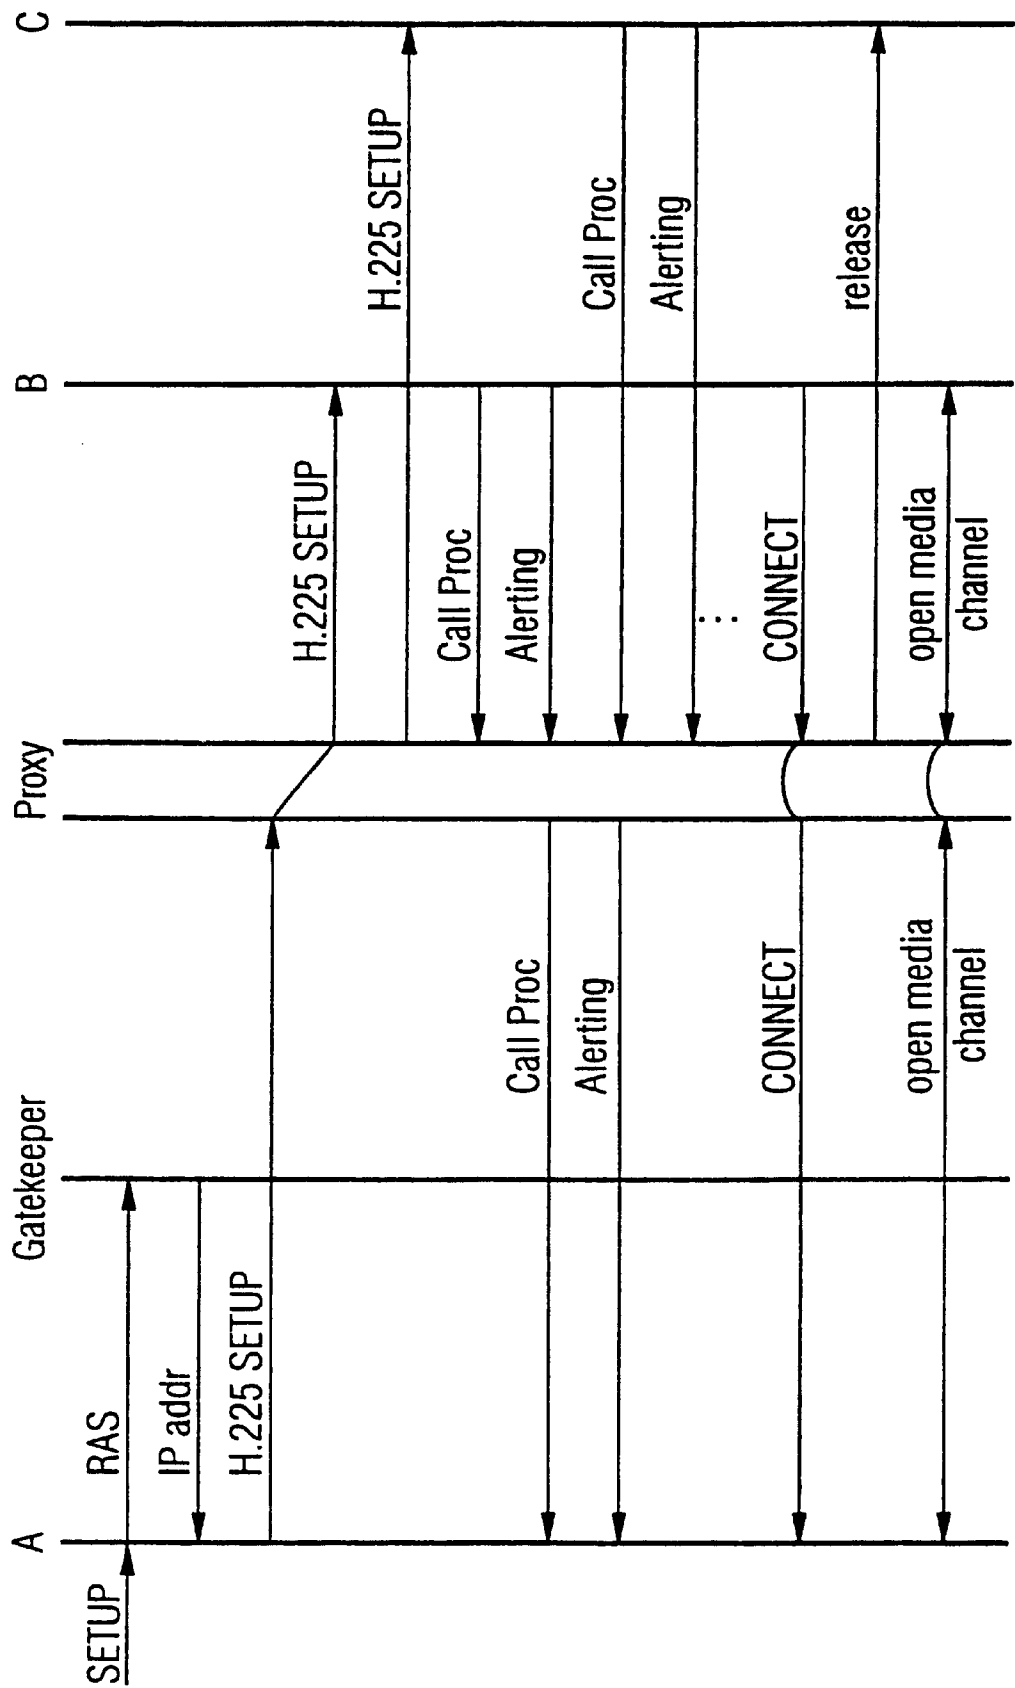 A
Gatekeeper
Proxy
B
C
SETUP
RAS
IP addr
H.225 SETUP
H.225 SETUP
H.225 SETUP
Call Proc
Call Proc
Alerting
Alerting
Call Proc
Alerting
...
CONNECT
CONNECT
release
open media
channel
open media
channel